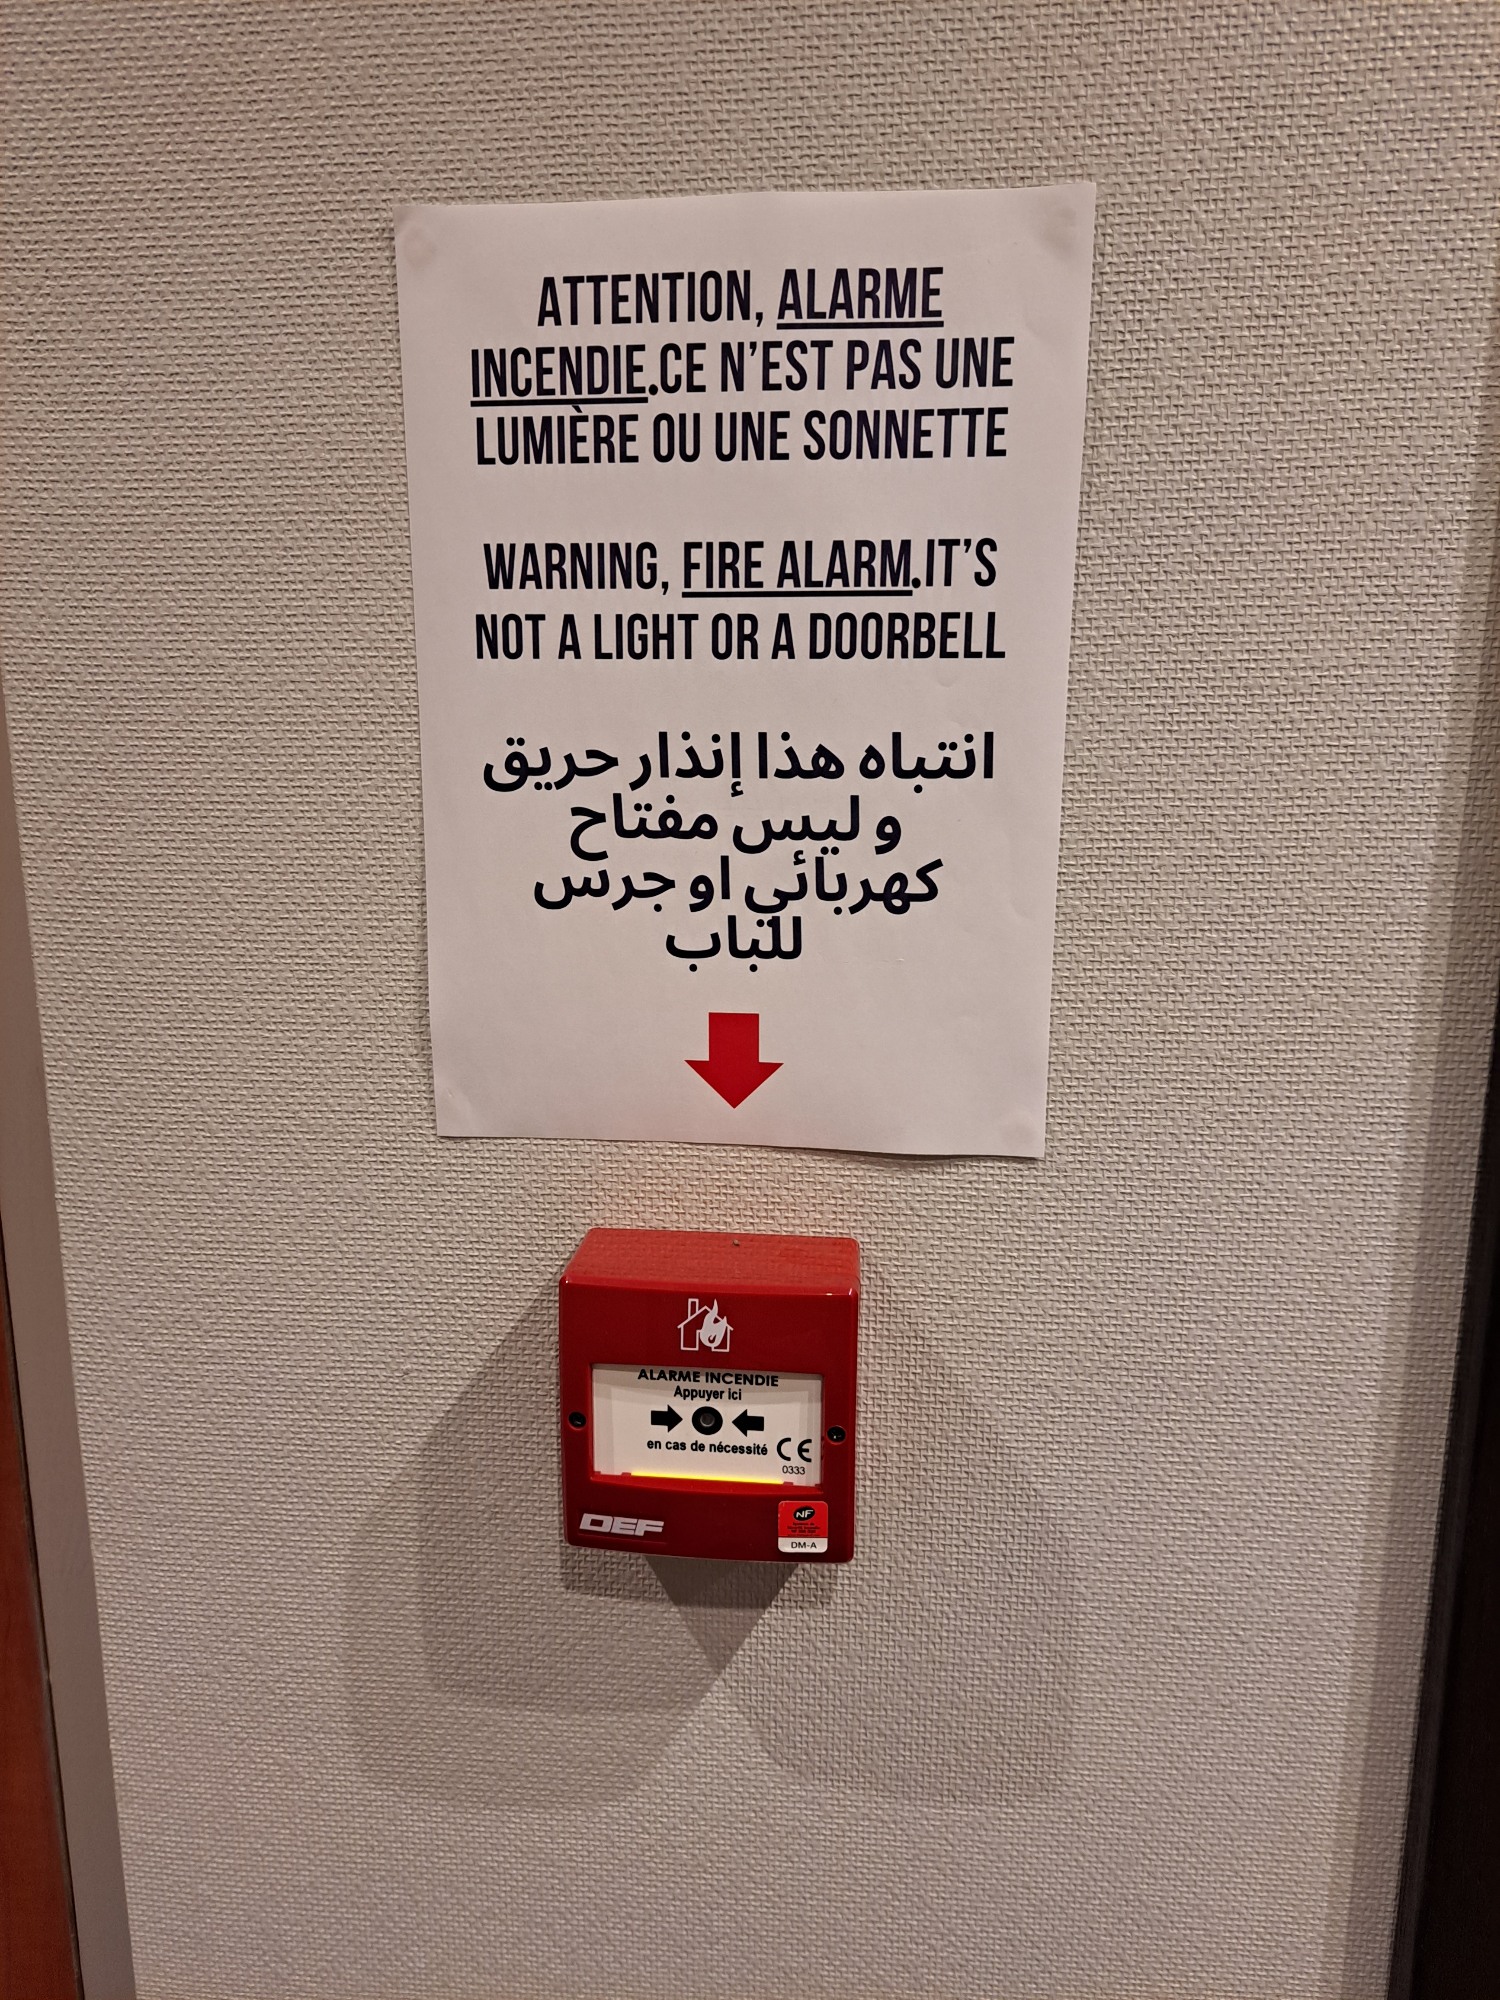 ATTENTION, ALARME
INCENDIE.CE N'EST PAS UNE
LUMIÈRE OU UNE SONNETTE
WARNING, FIRE ALARM.IT'S
NOT A LIGHT OR A DOORBELL
انتباه هذا إنذار حريق
و ليس مفتاح
كهربائي او جرس
للباب
ALARME INCENDIE
Appuyer ici
en cas de nécessité CE
0333
DEF
NF
DM-A